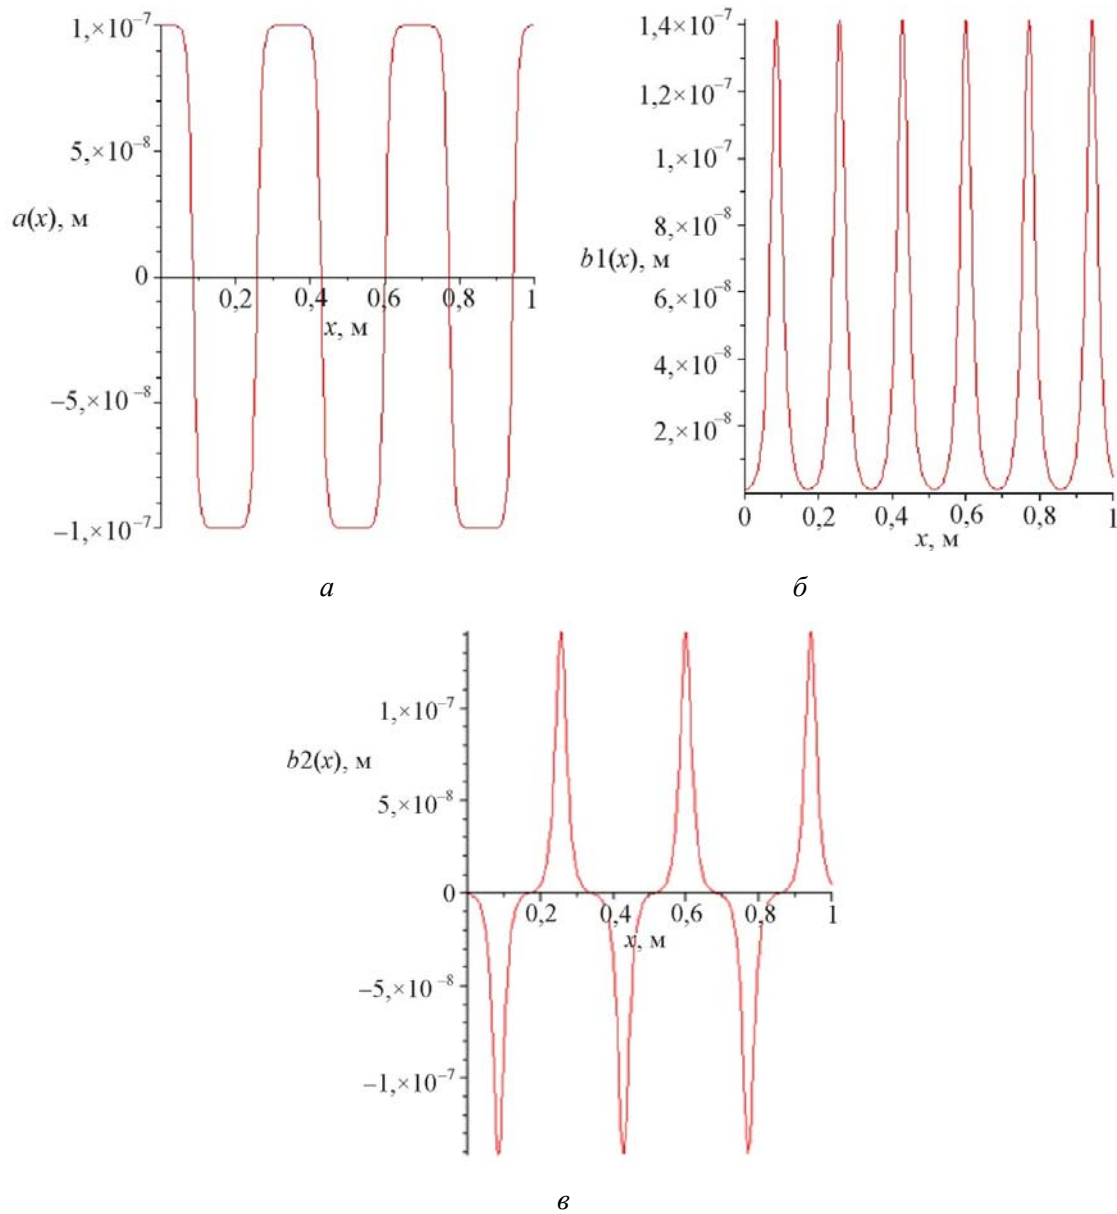 1,×10⁻⁷
5,×10⁻⁸
a(x), м
0
0,2 0,4 0,6 0,8 1
x, м
–5,×10⁻⁸
–1,×10⁻⁷
а
1,4×10⁻⁷
1,2×10⁻⁷
1,×10⁻⁷
8,×10⁻⁸
b1(x), м
6,×10⁻⁸
4,×10⁻⁸
2,×10⁻⁸
0 0,2 0,4 0,6 0,8 1
x, м
б
1,×10⁻⁷
b2(x), м
5,×10⁻⁸
0
0,2 0,4 0,6 0,8 1
x, м
–5,×10⁻⁸
–1,×10⁻⁷
в